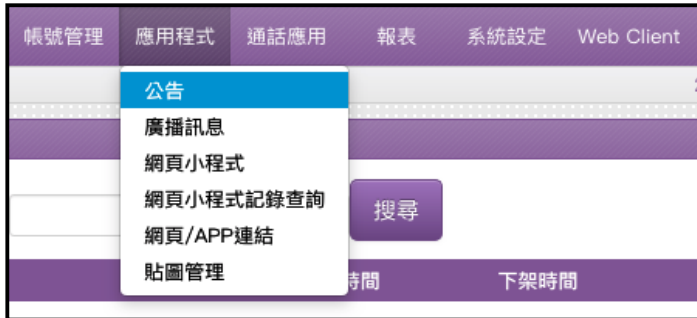 帳號管理 應用程式 通話應用 報表 系統設定 Web Client
公告
廣播訊息
網頁小程式
網頁小程式記錄查詢
搜尋
網頁/APP連結
貼圖管理
時間 下架時間